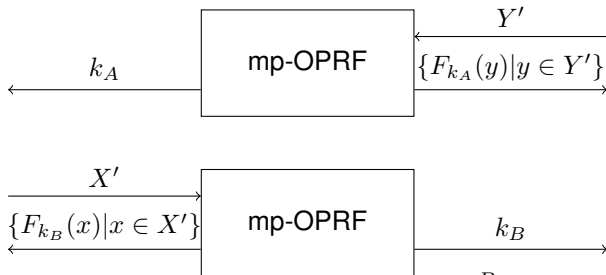 Y′
mp-OPRF
k_A
{F_{k_A}(y)|y ∈ Y′}
X′
mp-OPRF
{F_{k_B}(x)|x ∈ X′}
k_B